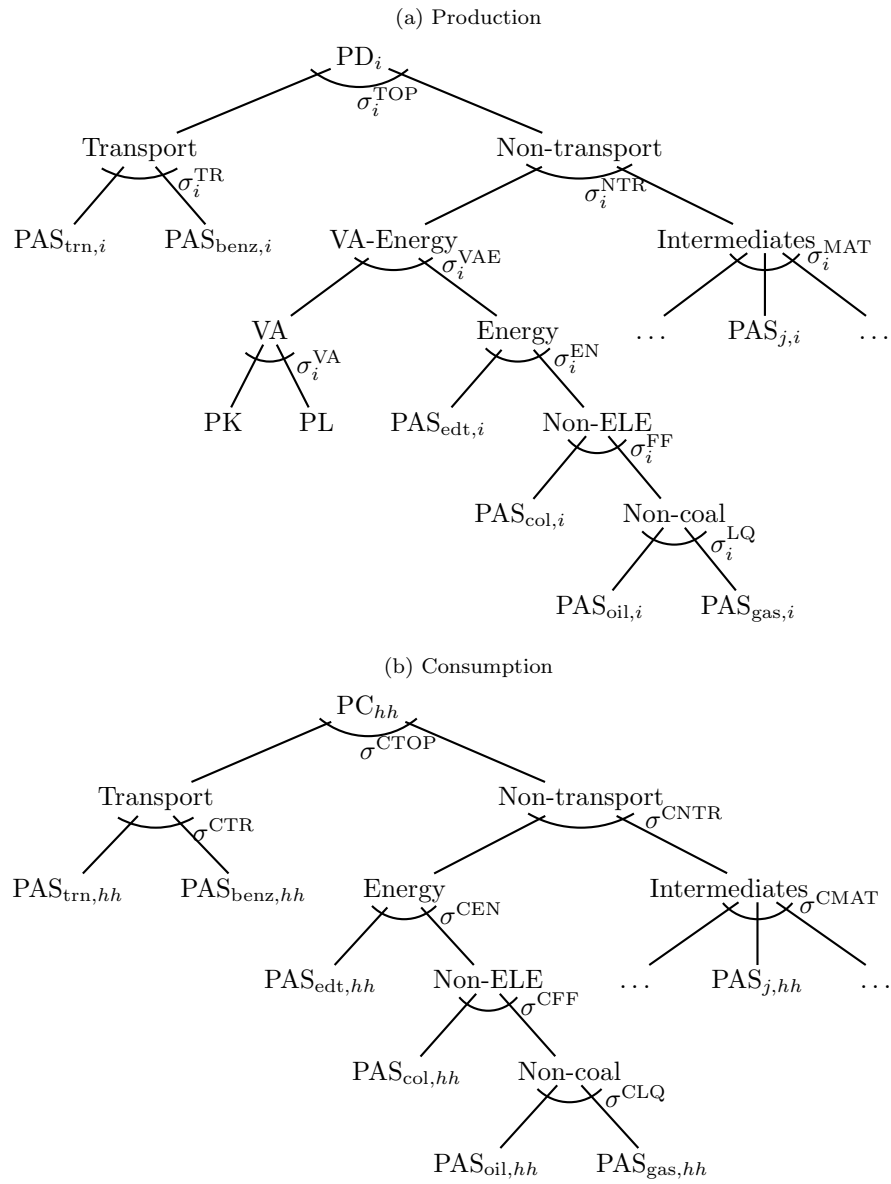 (a) Production
PD_i
σ_i^TOP
Transport Non-transport
σ_i^TR σ_i^NTR
PAS_trn,i PAS_benz,i VA-Energy Intermediates
σ_i^VAE σ_i^MAT
VA Energy ... PAS_j,i ...
σ_i^VA σ_i^EN
PK PL PAS_edt,i Non-ELE
σ_i^FF
PAS_col,i Non-coal
σ_i^LQ
PAS_oil,i PAS_gas,i
(b) Consumption
PC_hh
σ^CTOP
Transport Non-transport
σ^CTR σ^CNTR
PAS_trn,hh PAS_benz,hh Energy Intermediates
σ^CEN σ^CMAT
PAS_edt,hh Non-ELE ... PAS_j,hh ...
σ^CFF
PAS_col,hh Non-coal
σ^CLQ
PAS_oil,hh PAS_gas,hh